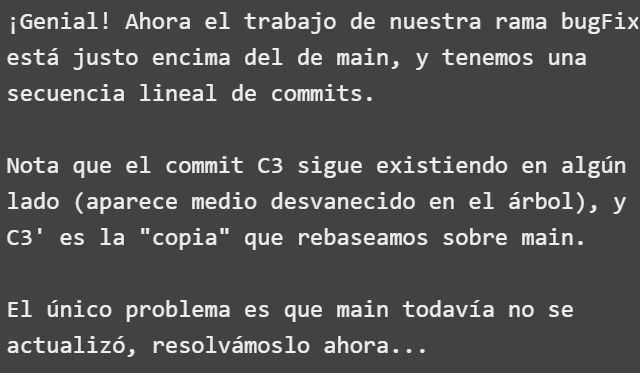 ¡Genial! Ahora el trabajo de nuestra rama bugFix
está justo encima del de main, y tenemos una
secuencia lineal de commits.
Nota que el commit C3 sigue existiendo en algún
lado (aparece medio desvanecido en el árbol), y
C3' es la "copia" que rebaseamos sobre main.
El único problema es que main todavía no se
actualizó, resolvámoslo ahora...